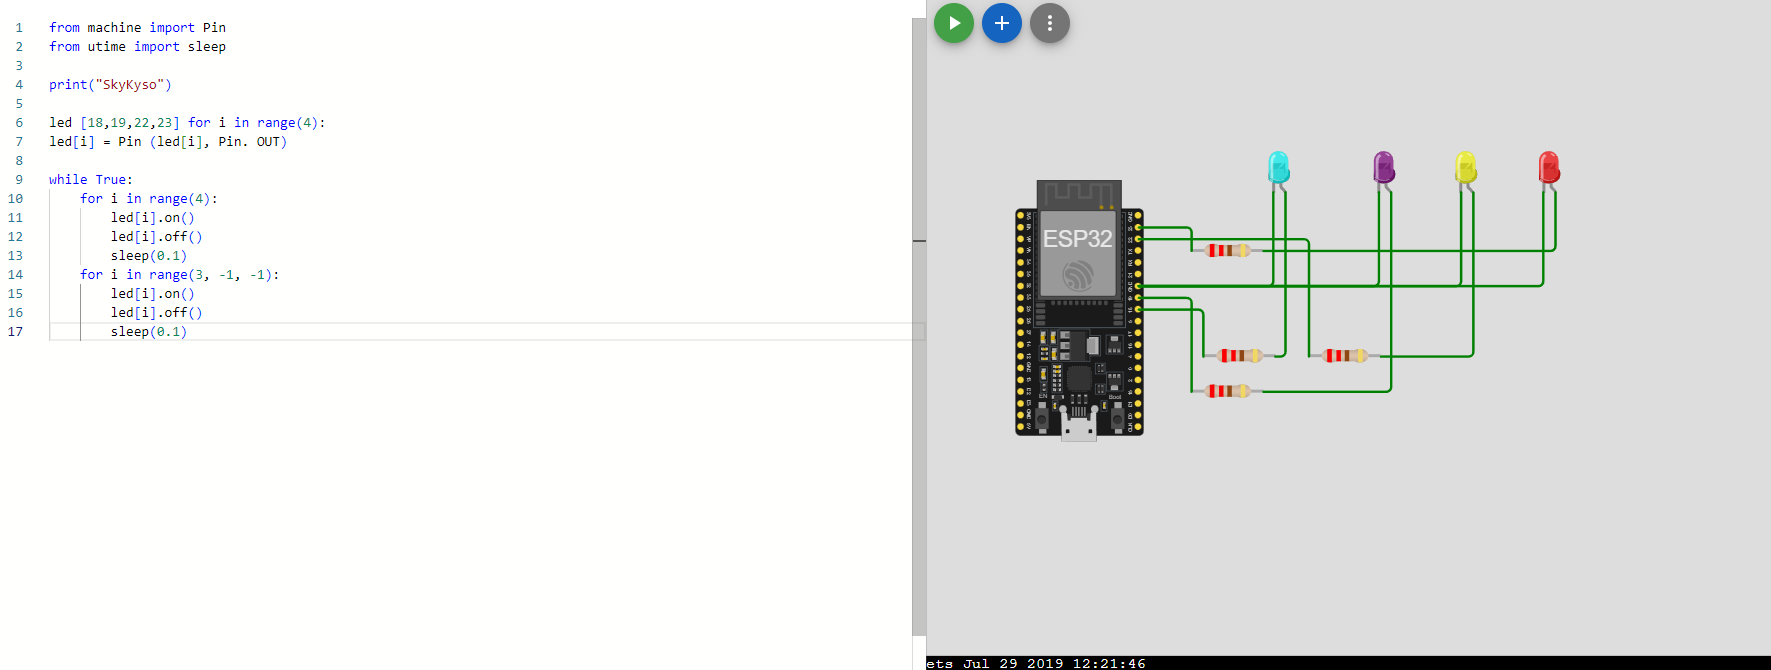 1 from machine import Pin
2 from utime import sleep
3
4 print("SkyKyso")
5
6 led [18,19,22,23] for i in range(4):
7 led[i] = Pin (led[i], Pin. OUT)
8
9 while True:
10 for i in range(4):
11 led[i].on()
12 led[i].off()
13 sleep(0.1)
14 for i in range(3, -1, -1):
15 led[i].on()
16 led[i].off()
17 sleep(0.1)
ESP32
Boot
ets Jul 29 2019 12:21:46